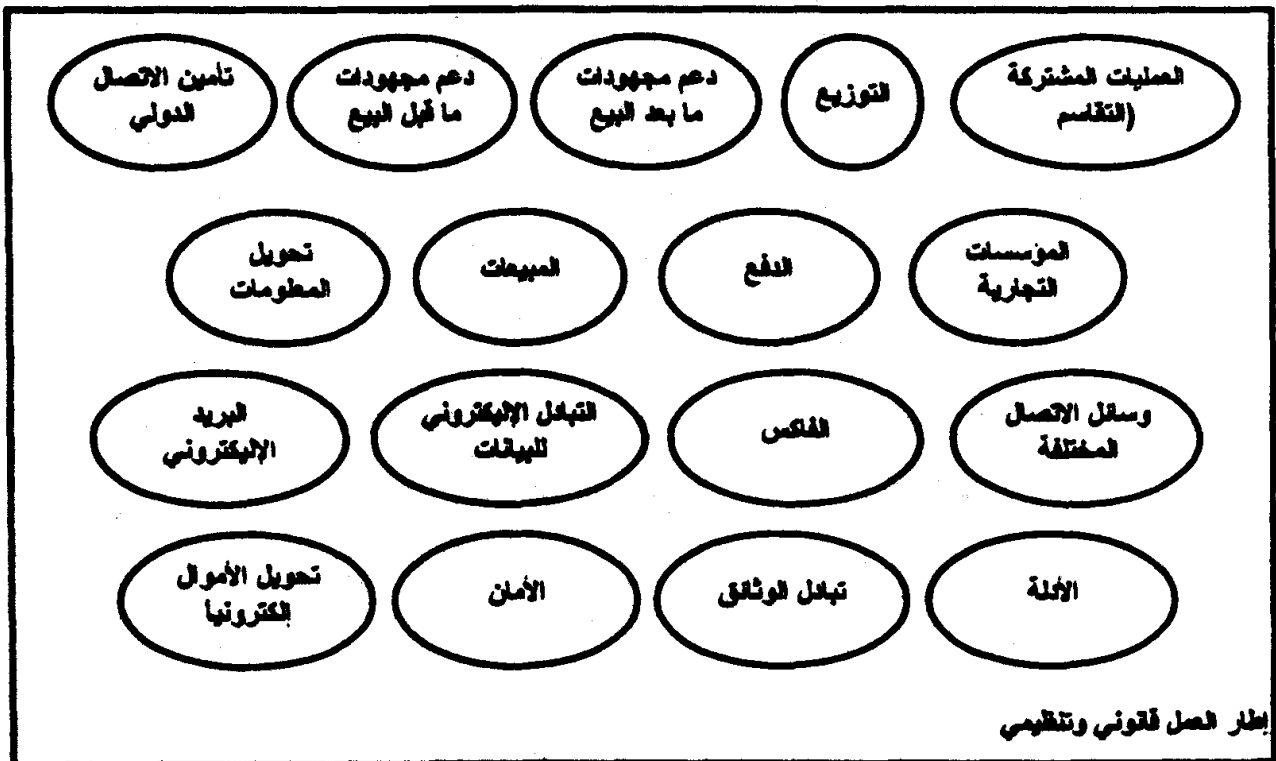 العمليات المشتركة
(التقاسم
التوزيع
دعم مجهودات
ما بعد البيع
دعم مجهودات
ما قبل البيع
تأمين الاتصال
الدولي
المؤسسات
التجارية
الدفع
المبيعات
تحويل
المعلومات
وسائل الاتصال
المختلفة
الفاكس
التبادل الإليكتروني
للبيانات
البريد
الإليكتروني
الأدلة
تبادل الوثائق
الأمان
تحويل الأموال
إلكترونيا
إطار العمل قانوني وتنظيمي